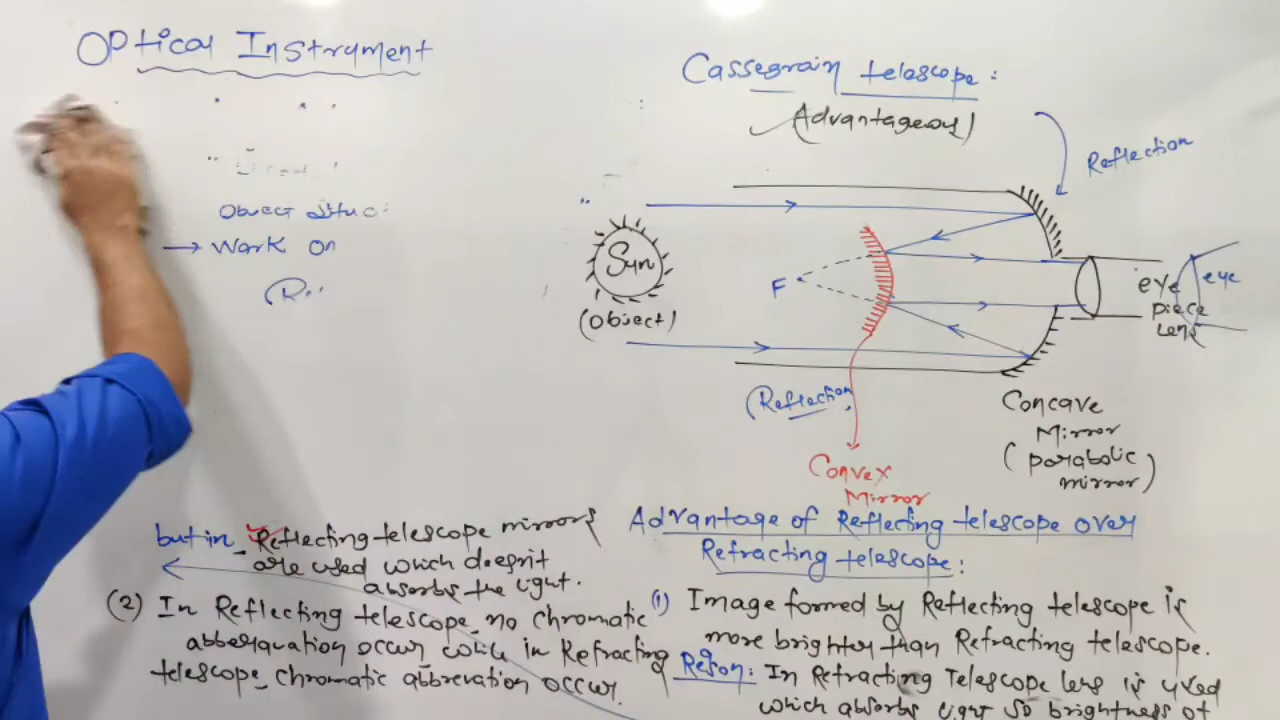 Optical Instrument
Object
→ Work On
Cassegrain telescope:
(Advantageous)
Reflection
Sun
(Object)
F
eye
piece
Lens
eye
(Reflection)
Concave
Mirror
(parabolic
mirror)
Convex
Mirror
Advantage of Reflecting telescope over
Refracting telescope:
(1) Image formed by Reflecting telescope is
more brighter than Refracting telescope.
Reason: In Refracting Telescope lens is used
which absorbs light so brightness of
but in Reflecting telescope mirrors
are used which doesn't
absorbs the light.
(2) In Reflecting telescope no chromatic
occur while in Refracting
telescope chromatic abbrevation occur.